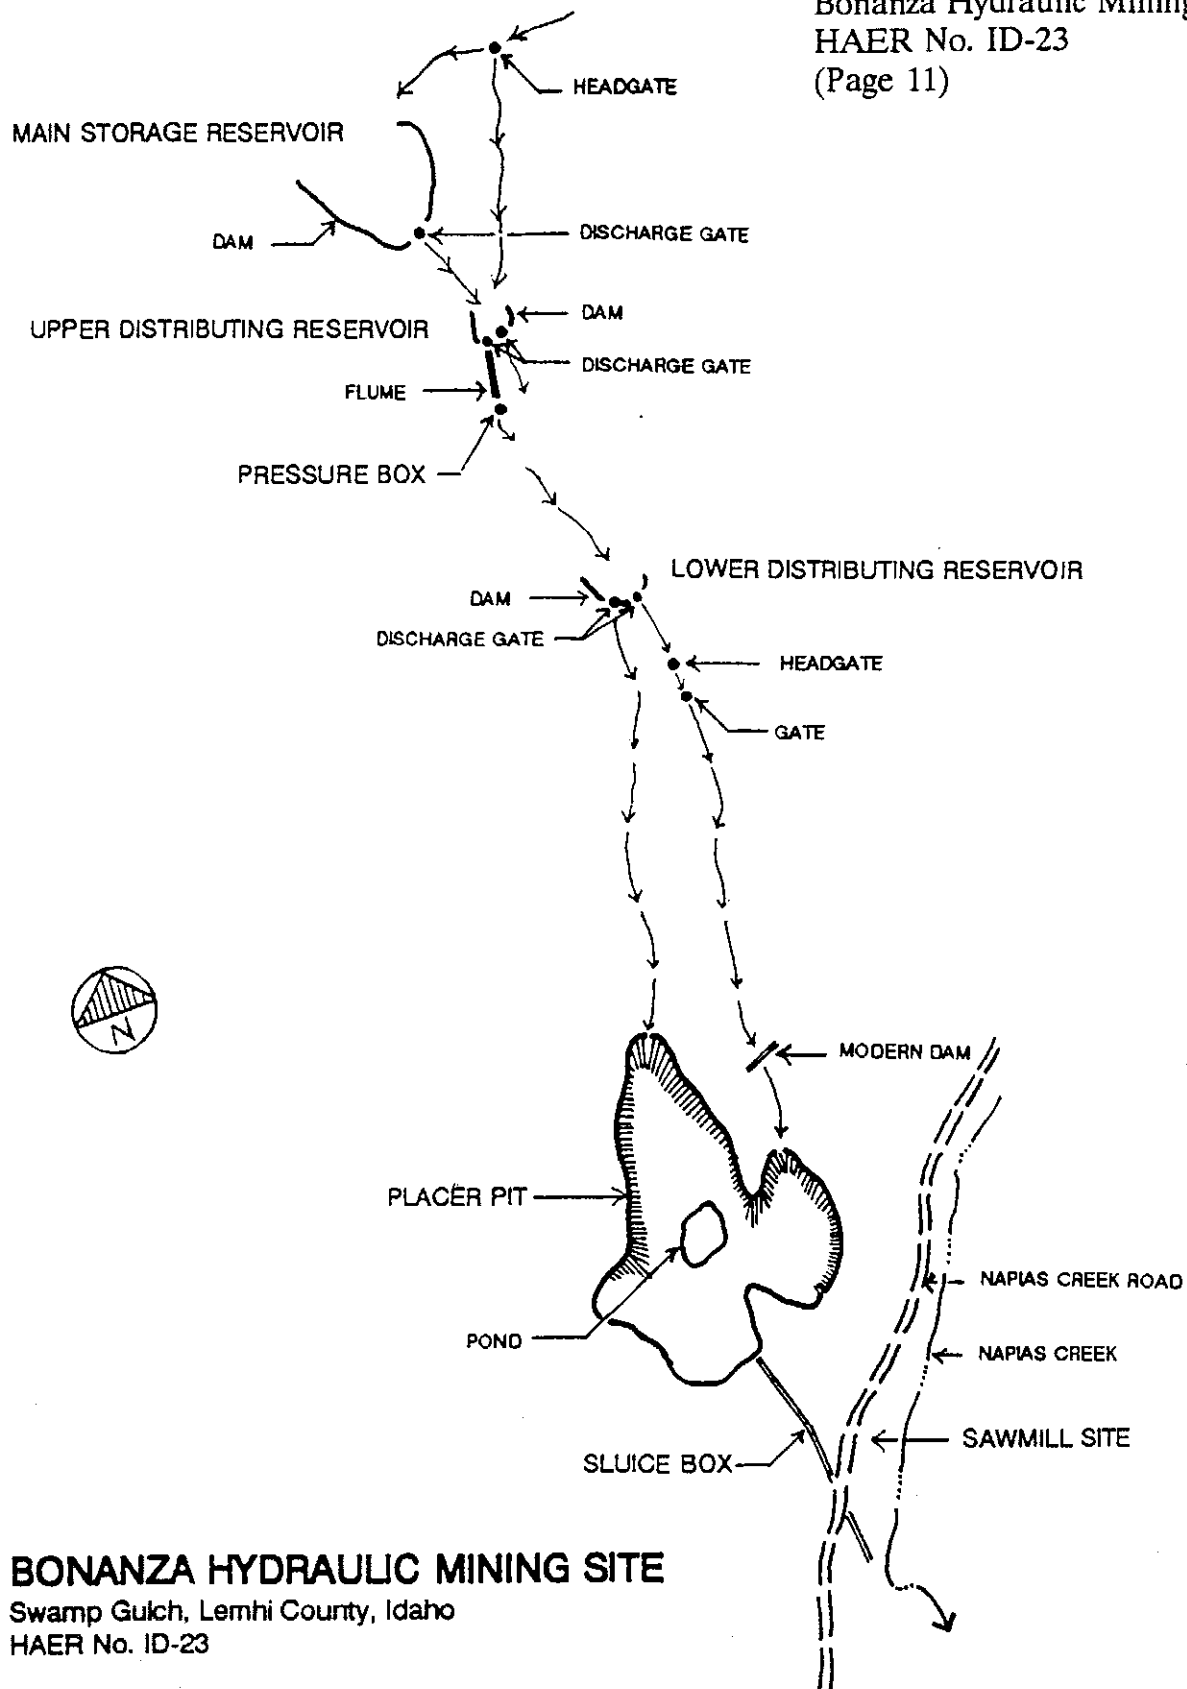 Bonanza Hydraulic Mining
HAER No. ID-23
(Page 11)
HEADGATE
MAIN STORAGE RESERVOIR
DAM
DISCHARGE GATE
DAM
UPPER DISTRIBUTING RESERVOIR
DISCHARGE GATE
FLUME
PRESSURE BOX
LOWER DISTRIBUTING RESERVOIR
DAM
DISCHARGE GATE
HEADGATE
GATE
N
MODERN DAM
PLACER PIT
NAPIAS CREEK ROAD
POND
NAPIAS CREEK
SAWMILL SITE
SLUICE BOX
BONANZA HYDRAULIC MINING SITE
Swamp Gulch, Lemhi County, Idaho
HAER No. ID-23